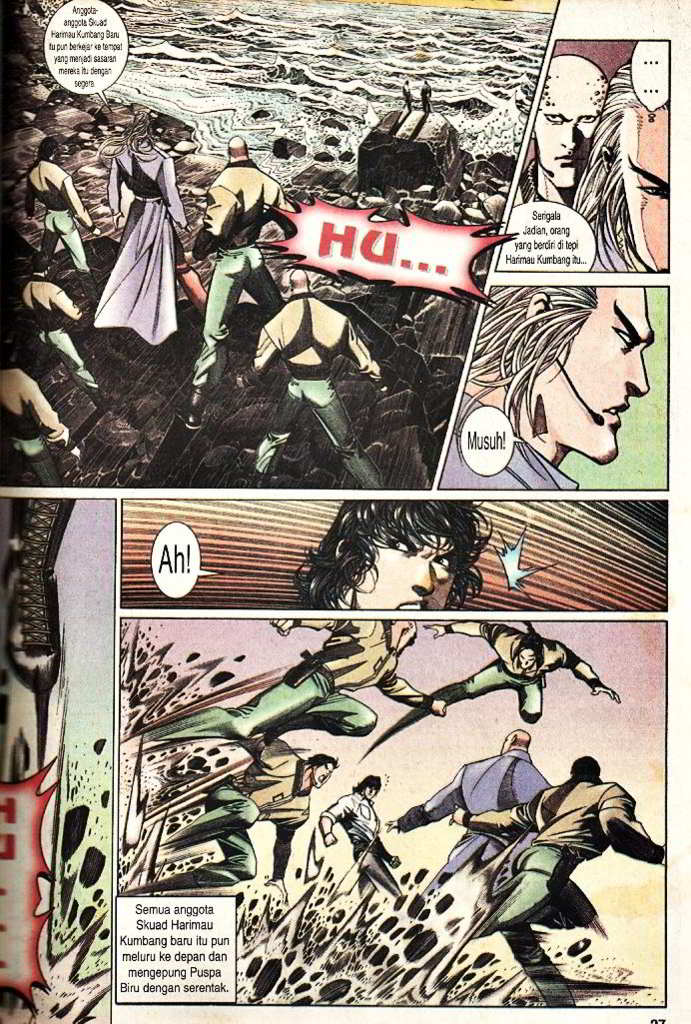 Anggota-
anggota Skuad
Harimau Kumbang Baru
itu pun berkejar ke tempat
yang menjadi sasaran
mereka itu dengan
segera
HU...
...
...
Serigala
Jadian, orang
yang berdiri di tepi
Harimau Kumbang itu...
Musuh!
Ah!
Semua anggota
Skuad Harimau
Kumbang baru itu pun
meluru ke depan dan
mengepung Puspa
Biru dengan serentak.